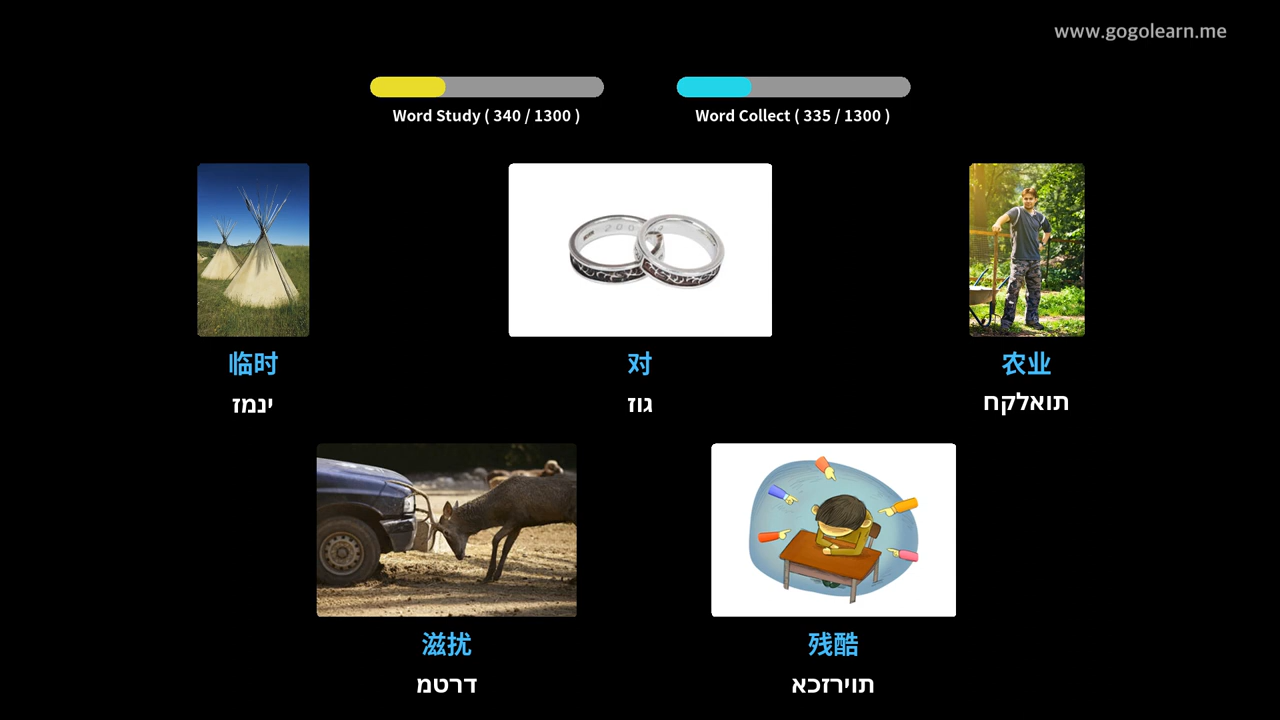 www.gogolearn.me
Word Study ( 340 / 1300 )
Word Collect ( 335 / 1300 )
临时
ינמז
对
גוז
农业
תואלקח
滋扰
דרטמ
残酷
תוירזכא